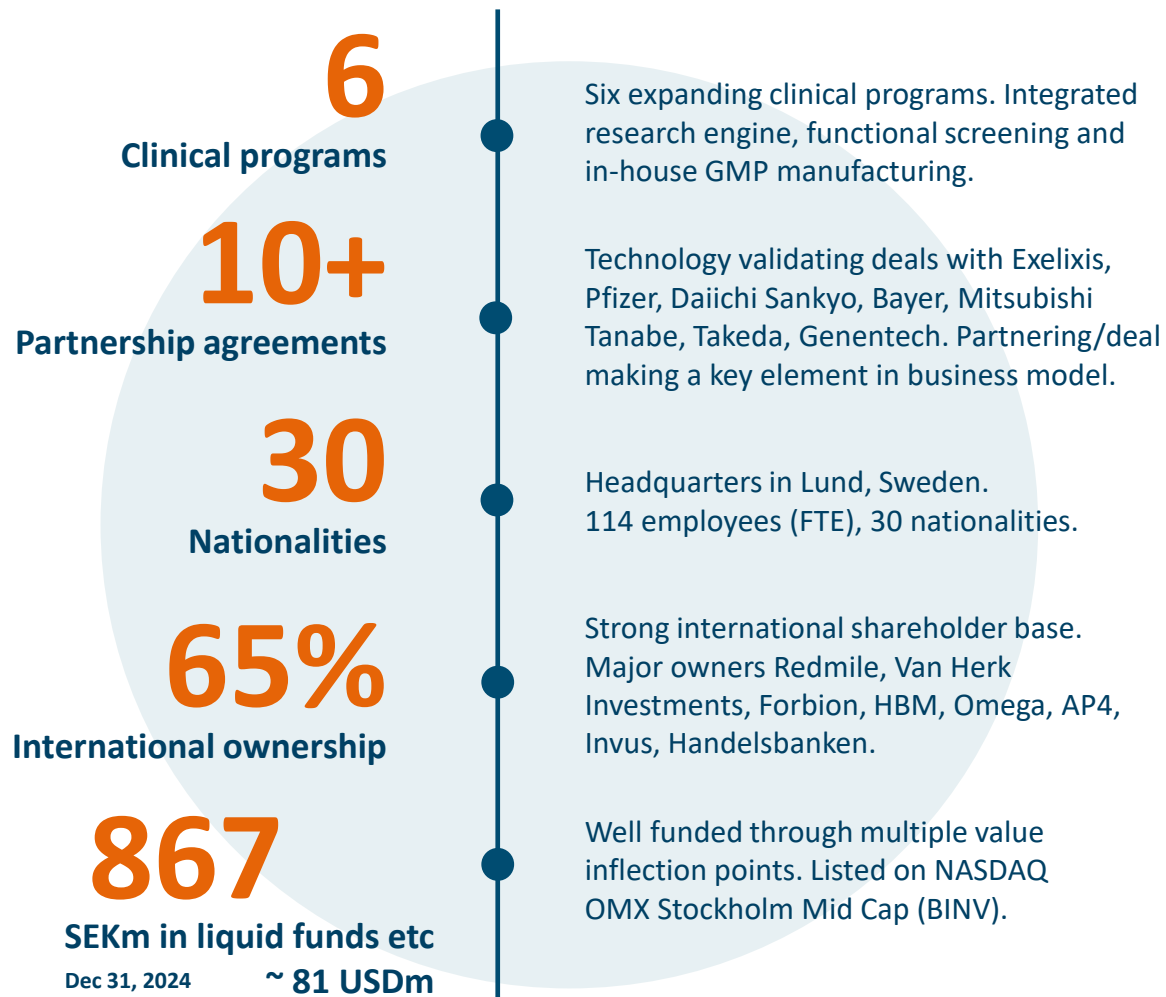 6
Clinical programs
Six expanding clinical programs. Integrated
research engine, functional screening and
in-house GMP manufacturing.
10+
Partnership agreements
Technology validating deals with Exelixis,
Pfizer, Daiichi Sankyo, Bayer, Mitsubishi
Tanabe, Takeda, Genentech. Partnering/deal
making a key element in business model.
30
Nationalities
Headquarters in Lund, Sweden.
114 employees (FTE), 30 nationalities.
65%
International ownership
Strong international shareholder base.
Major owners Redmile, Van Herk
Investments, Forbion, HBM, Omega, AP4,
Invus, Handelsbanken.
867
SEKm in liquid funds etc
Dec 31, 2024 ~ 81 USDm
Well funded through multiple value
inflection points. Listed on NASDAQ
OMX Stockholm Mid Cap (BINV).